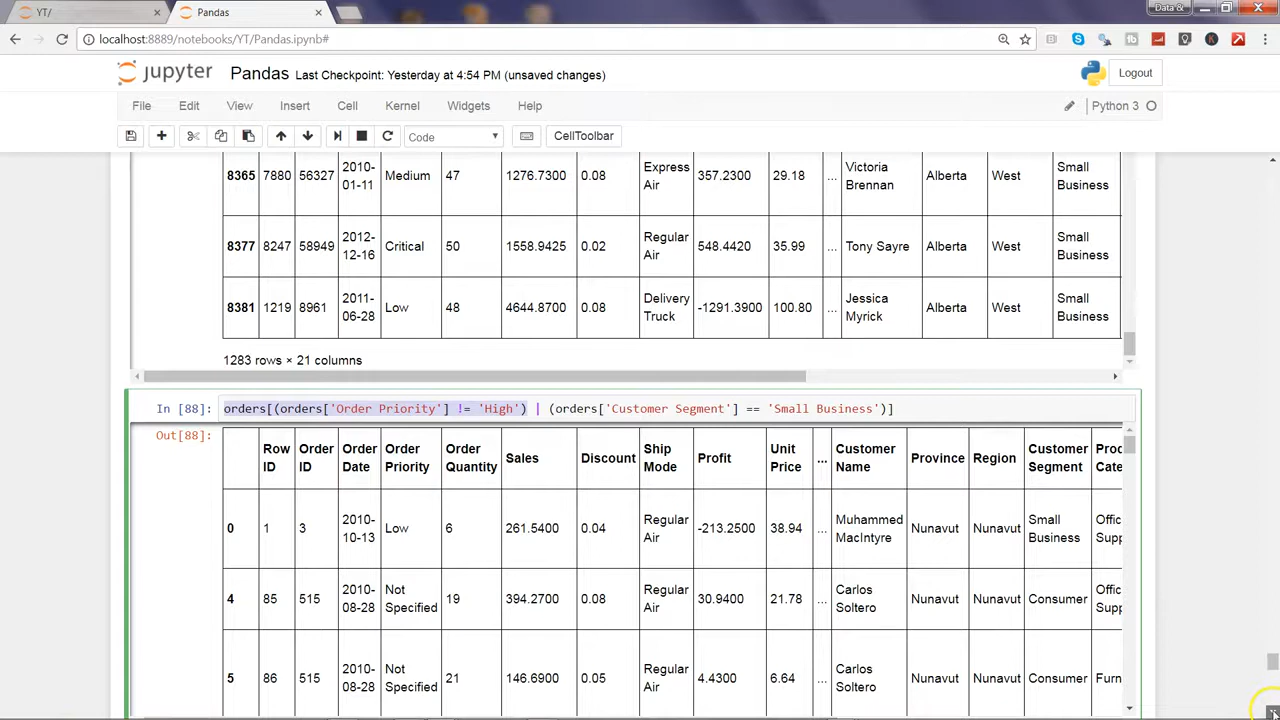 YT/
Pandas
Data &
localhost:8889/notebooks/YT/Pandas.ipynb#
jupyter Pandas Last Checkpoint: Yesterday at 4:54 PM (unsaved changes)
Logout
File Edit View Insert Cell Kernel Widgets Help
Python 3
Code
CellToolbar
8365 7880 56327 2010-01-11 Medium 47 1276.7300 0.08 Express Air 357.2300 29.18 ... Victoria Brennan Alberta West Small Business
8377 8247 58949 2012-12-16 Critical 50 1558.9425 0.02 Regular Air 548.4420 35.99 ... Tony Sayre Alberta West Small Business
8381 1219 8961 2011-06-28 Low 48 4644.8700 0.08 Delivery Truck -1291.3900 100.80 ... Jessica Myrick Alberta West Small Business
1283 rows × 21 columns
In [88]: orders[(orders['Order Priority'] != 'High') | (orders['Customer Segment'] == 'Small Business')]
Out[88]:
Row ID Order ID Order Date Order Priority Order Quantity Sales Discount Ship Mode Profit Unit Price ... Customer Name Province Region Customer Segment
0 1 3 2010-10-13 Low 6 261.5400 0.04 Regular Air -213.2500 38.94 ... Muhammed MacIntyre Nunavut Nunavut Small Business
4 85 515 2010-08-28 Not Specified 19 394.2700 0.08 Regular Air 30.9400 21.78 ... Carlos Soltero Nunavut Nunavut Consumer
5 86 515 2010-08-28 Not Specified 21 146.6900 0.05 Regular Air 4.4300 6.64 ... Carlos Soltero Nunavut Nunavut Consumer